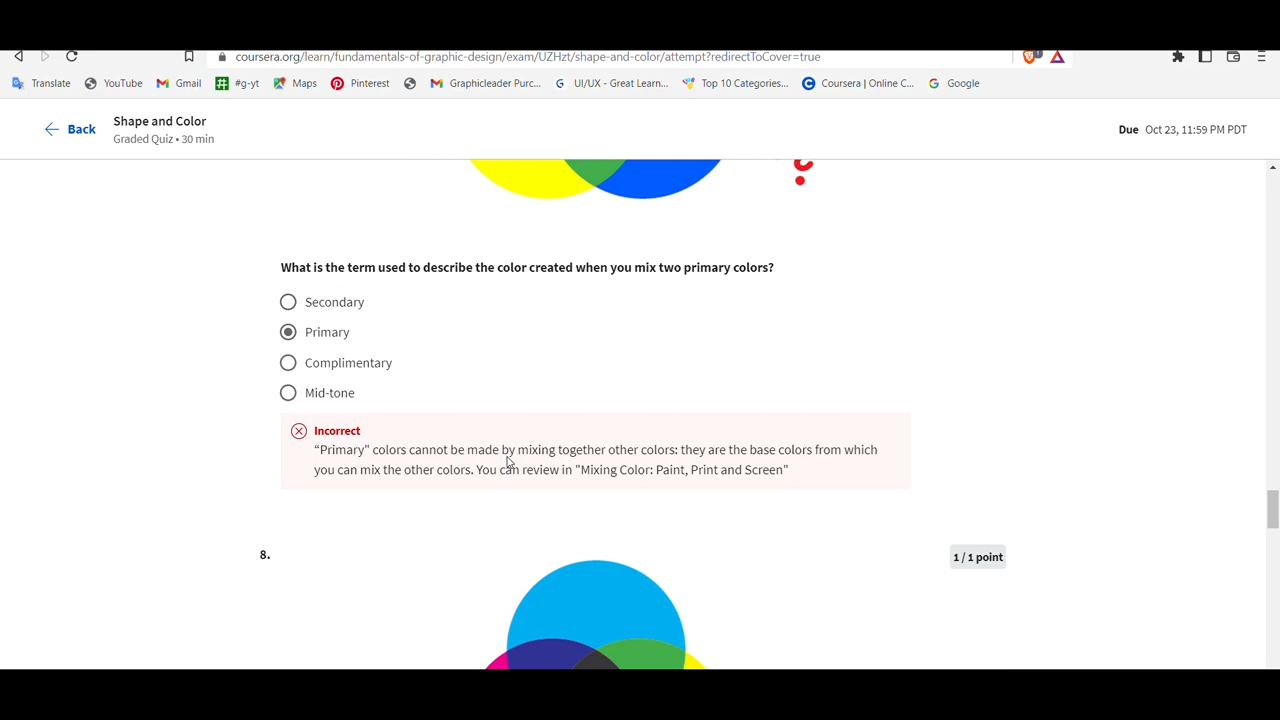 coursera.org/learn/fundamentals-of-graphic-design/exam/UZHzt/shape-and-color/attempt?redirectToCover=true
1
Translate YouTube Gmail #g-yt Maps Pinterest Graphicleader Purc... UI/UX - Great Learn... Top 10 Categories... Coursera | Online C... Google
Back
Shape and Color
Graded Quiz • 30 min
Due Oct 23, 11:59 PM PDT
?
What is the term used to describe the color created when you mix two primary colors?
Secondary
Primary
Complimentary
Mid-tone
Incorrect
“Primary" colors cannot be made by mixing together other colors: they are the base colors from which
you can mix the other colors. You can review in "Mixing Color: Paint, Print and Screen"
8.
1 / 1 point